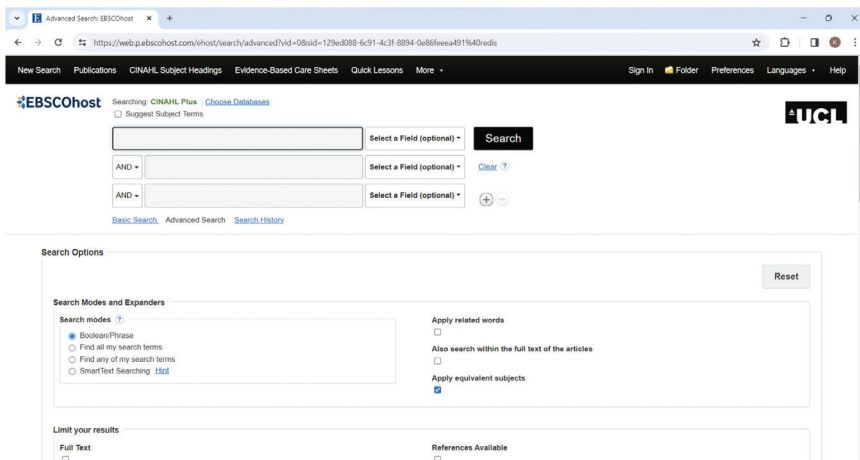 Advanced Search: EBSCOhost
https://web.p.ebscohost.com/ehost/search/advanced?vid=0&sid=129ed088-6c91-4c3f-8894-0e86feeea491%40redis
New Search Publications CINAHL Subject Headings Evidence-Based Care Sheets Quick Lessons More Sign In Folder Preferences Languages Help
EBSCOhost
Searching: CINAHL Plus | Choose Databases
Suggest Subject Terms
UCL
Select a Field (optional) Search
AND Select a Field (optional) Clear ?
AND Select a Field (optional)
Basic Search Advanced Search Search History
Search Options
Reset
Search Modes and Expanders
Search modes ?
Boolean/Phrase
Find all my search terms
Find any of my search terms
SmartText Searching Hint
Apply related words
Also search within the full text of the articles
Apply equivalent subjects
Limit your results
Full Text
References Available